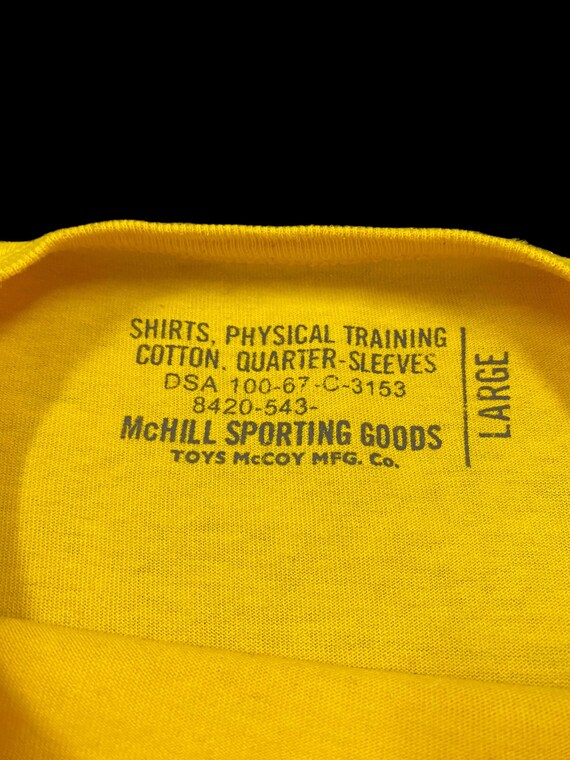 SHIRTS, PHYSICAL TRAINING
COTTON, QUARTER-SLEEVES
DSA 100-67-C-3153
8420-543-
McHILL SPORTING GOODS
TOYS McCOY MFG. Co.
LARGE